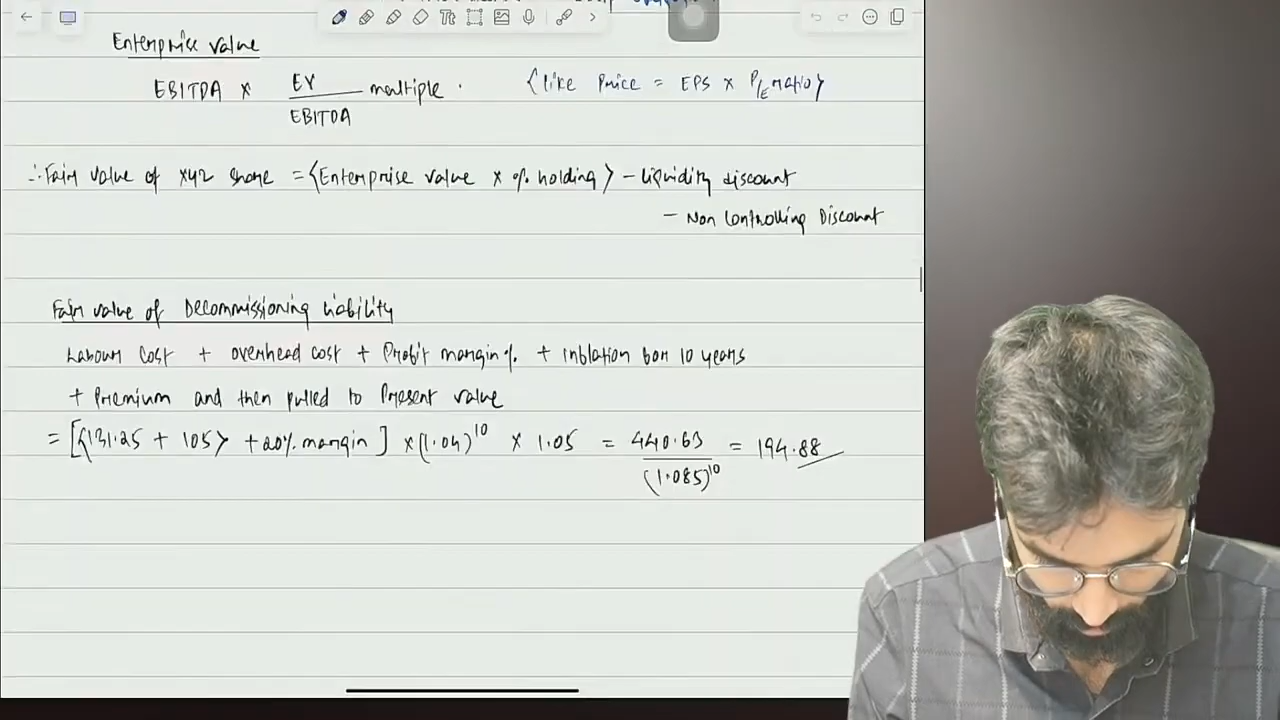 Enterprise value
EBITDA × EV/EBITDA multiple. {like Price = EPS × P/E ratio}
∴ Fair value of XYZ share = {Enterprise value × % holding} - Liquidity discount
- Non Controlling Discount
Fair value of Decommissioning Liability
Labour Cost + overhead cost + Profit margin % + inflation for 10 years
+ Premium and then pulled to Present value
= [{131.25 + 105} + 20% margin] × (1.04)^10 × 1.05 = 440.63/(1.085)^10 = 194.88